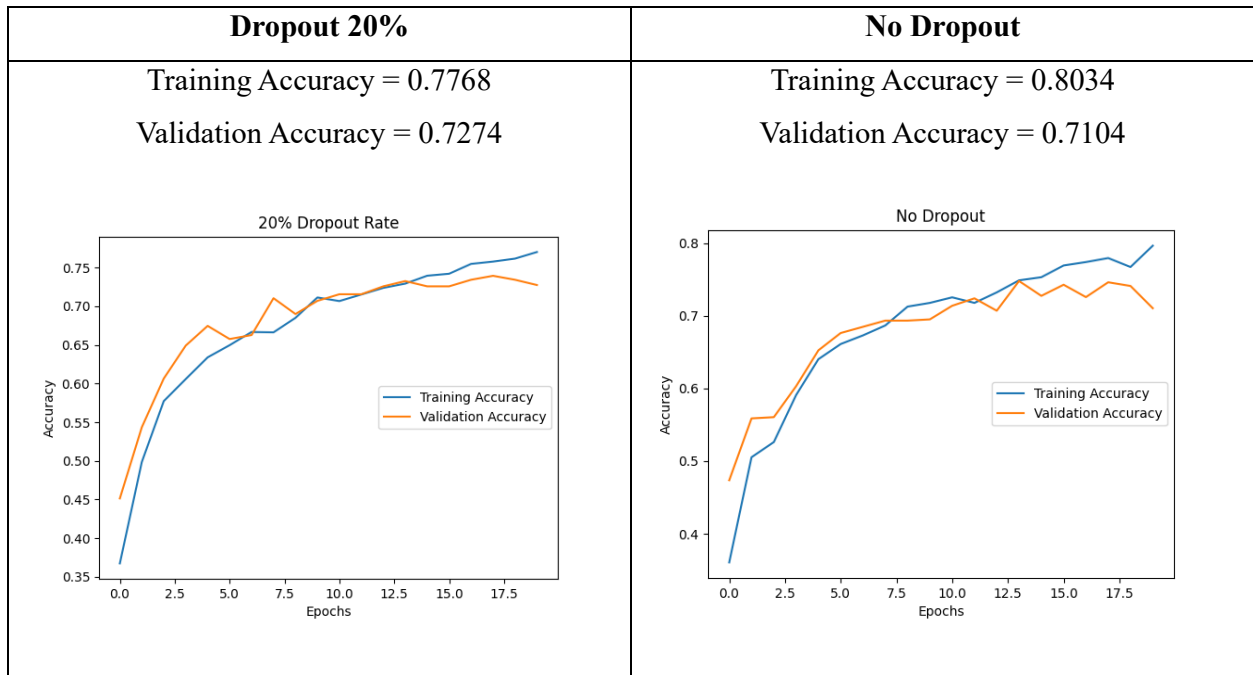 Dropout 20%
No Dropout
Training Accuracy = 0.7768
Validation Accuracy = 0.7274
Training Accuracy = 0.8034
Validation Accuracy = 0.7104
20% Dropout Rate
0.75
0.70
0.65
0.60
0.55
0.50
0.45
0.40
0.35
Accuracy
Training Accuracy
Validation Accuracy
0.0 2.5 5.0 7.5 10.0 12.5 15.0 17.5
Epochs
No Dropout
0.8
0.7
0.6
0.5
0.4
Accuracy
Training Accuracy
Validation Accuracy
0.0 2.5 5.0 7.5 10.0 12.5 15.0 17.5
Epochs